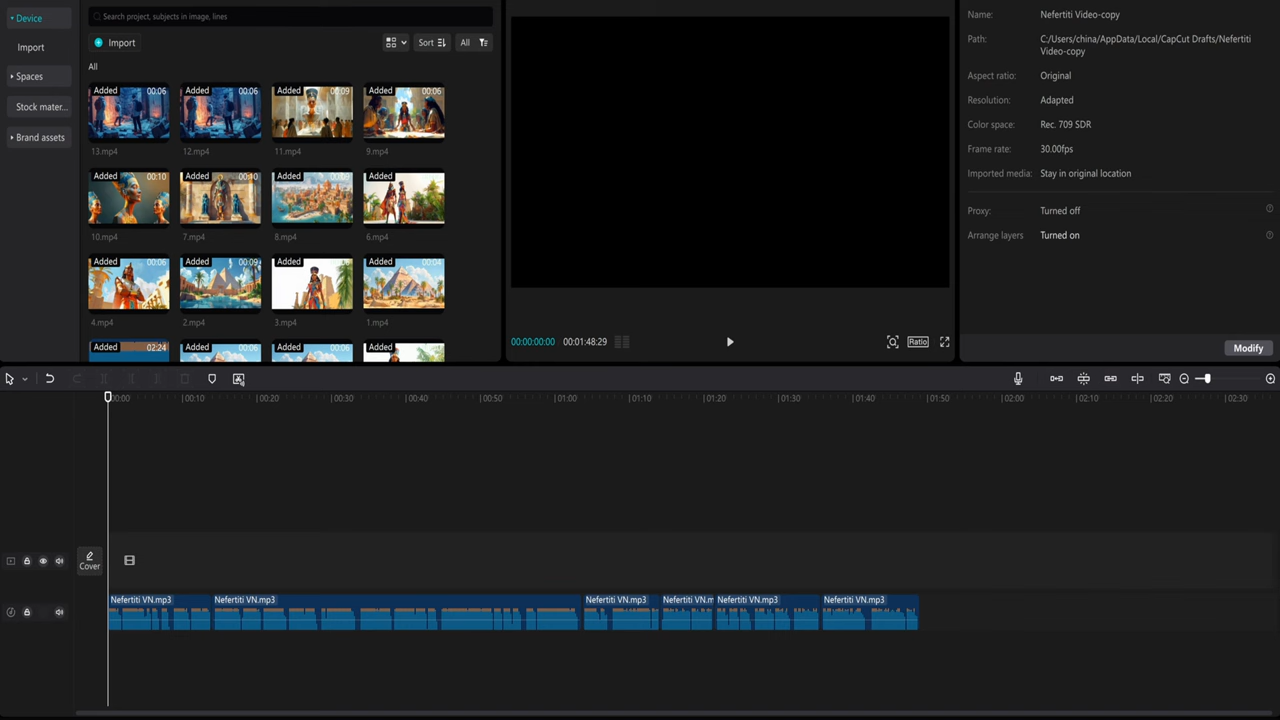 Device
Import
Spaces
Stock mater...
Brand assets
Search project, subjects in image, lines
Import
Sort
All
All
Added 00:06
Added 00:06
Added 00:09
Added 00:06
13.mp4
12.mp4
11.mp4
9.mp4
Added 00:10
Added 00:10
Added
Added
10.mp4
7.mp4
8.mp4
6.mp4
Added 00:06
Added 00:09
Added
Added 00:04
4.mp4
2.mp4
3.mp4
1.mp4
Added 02:24
Added 00:06
Added 00:06
Added
00:00:00:00
00:01:48:29
Ratio
Name: Nefertiti Video-copy
Path: C:/Users/china/AppData/Local/CapCut Drafts/Nefertiti
Video-copy
Aspect ratio: Original
Resolution: Adapted
Color space: Rec. 709 SDR
Frame rate: 30.00fps
Imported media: Stay in original location
Proxy: Turned off
Arrange layers Turned on
Modify
00:00 00:10 00:20 00:30 00:40 00:50 01:00 01:10 01:20 01:30 01:40 01:50 02:00 02:10 02:20 02:30
Cover
Nefertiti VN.mp3 Nefertiti VN.mp3 Nefertiti VN.mp3 Nefertiti VN.m Nefertiti VN.mp3 Nefertiti VN.mp3